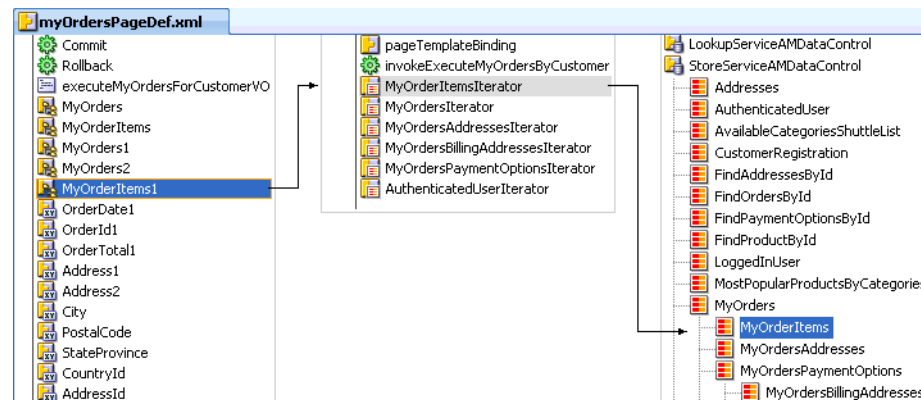 myOrdersPageDef.xml
Commit
Rollback
executeMyOrdersForCustomerVO
MyOrders
MyOrderItems
MyOrders1
MyOrders2
MyOrderItems1
OrderDate1
OrderId1
OrderTotal1
Address1
Address2
City
PostalCode
StateProvince
CountryId
AddressId
pageTemplateBinding
invokeExecuteMyOrdersByCustomer
MyOrderItemsIterator
MyOrdersIterator
MyOrdersAddressesIterator
MyOrdersBillingAddressesIterator
MyOrdersPaymentOptionsIterator
AuthenticatedUserIterator
LookupServiceAMDataControl
StoreServiceAMDataControl
Addresses
AuthenticatedUser
AvailableCategoriesShuttleList
CustomerRegistration
FindAddressesById
FindOrdersById
FindPaymentOptionsById
FindProductById
LoggedInUser
MostPopularProductsByCategories
MyOrders
MyOrderItems
MyOrdersAddresses
MyOrdersPaymentOptions
MyOrdersBillingAddresses